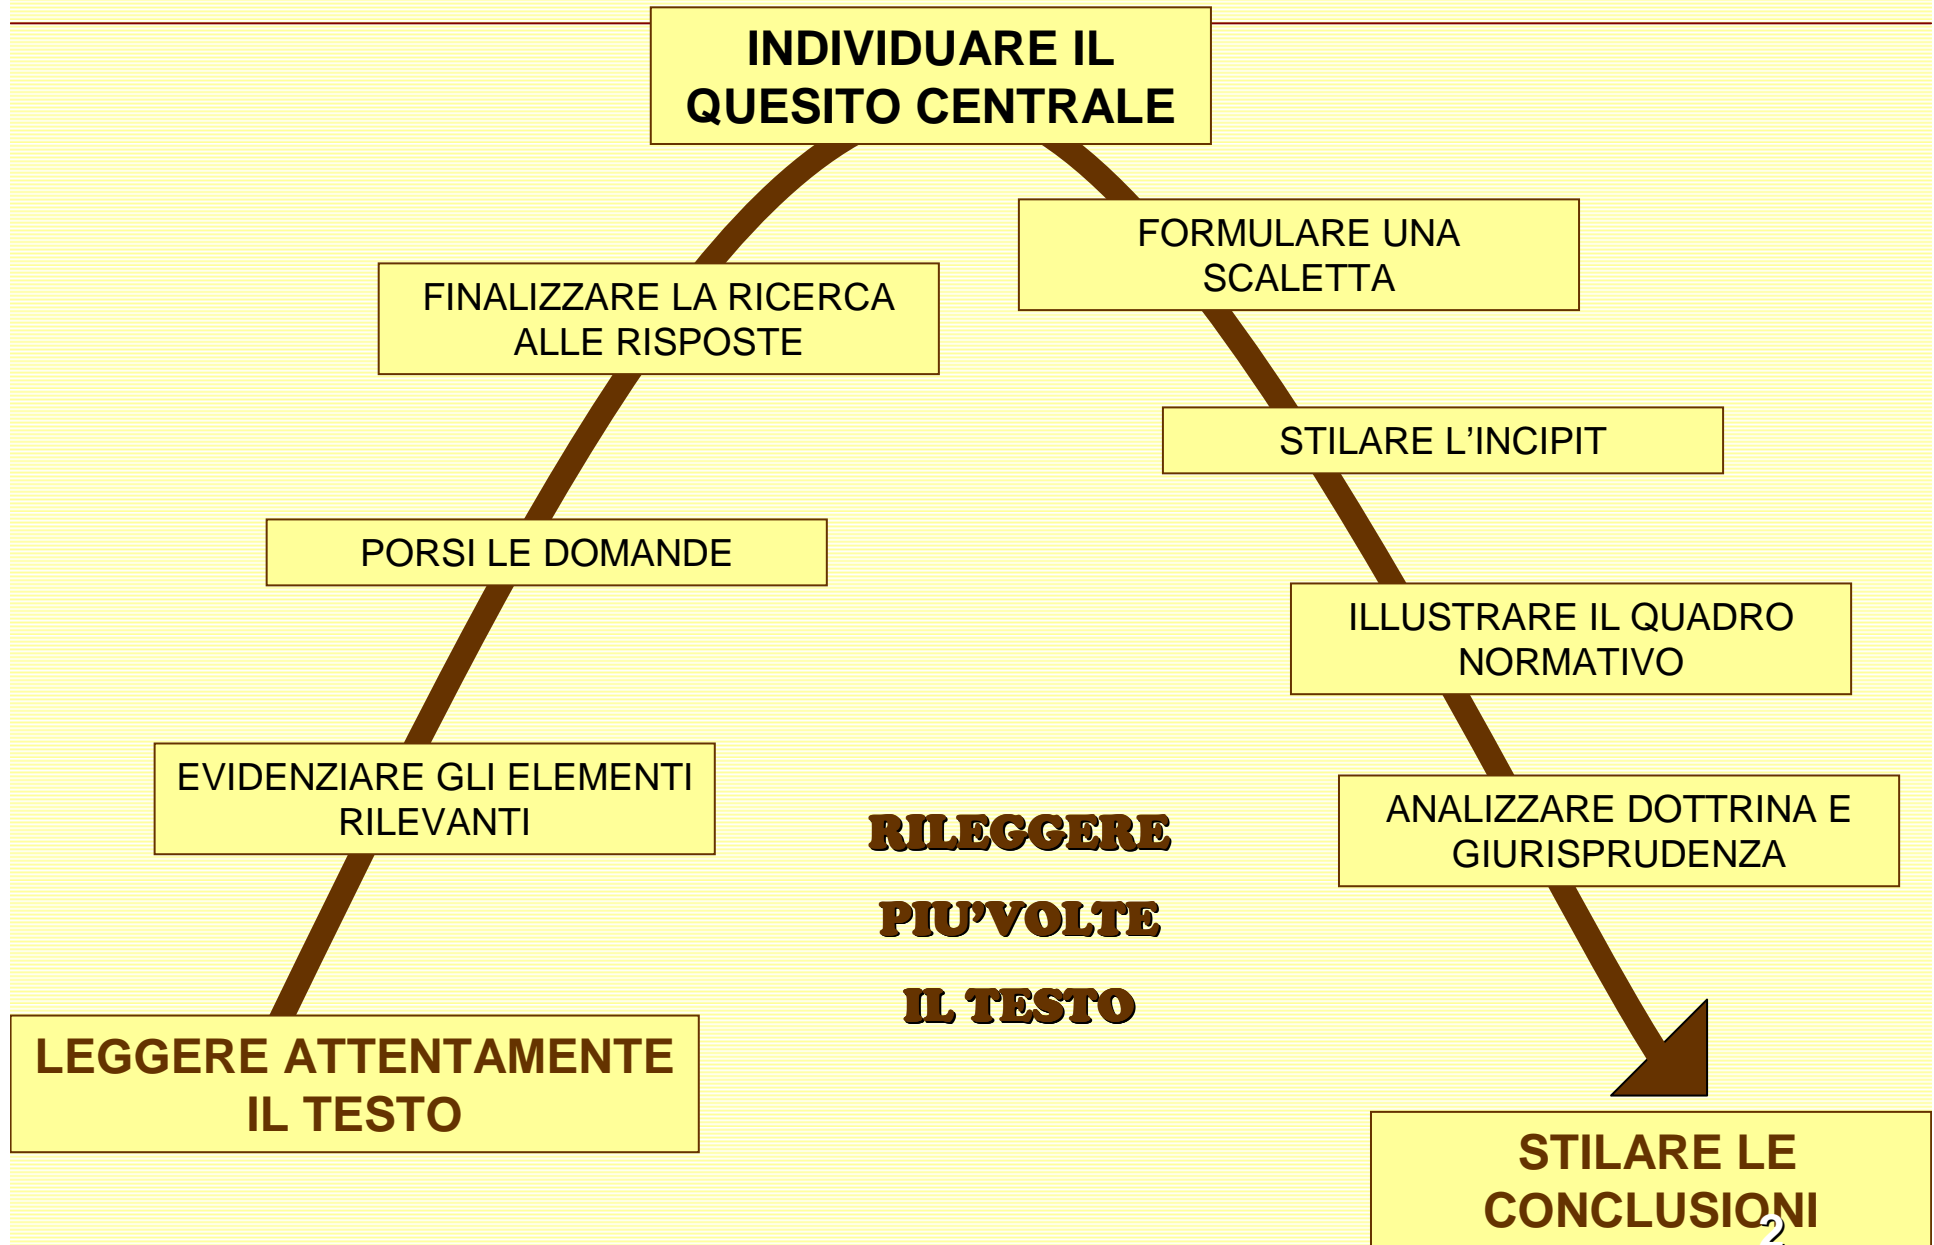 INDIVIDUARE IL
QUESITO CENTRALE
FORMULARE UNA
SCALETTA
FINALIZZARE LA RICERCA
ALLE RISPOSTE
STILARE L’INCIPIT
PORSI LE DOMANDE
ILLUSTRARE IL QUADRO
NORMATIVO
EVIDENZIARE GLI ELEMENTI
RILEVANTI
ANALIZZARE DOTTRINA E
GIURISPRUDENZA
RILEGGERE
PIU’VOLTE
IL TESTO
LEGGERE ATTENTAMENTE
IL TESTO
STILARE LE
CONCLUSIONI
2